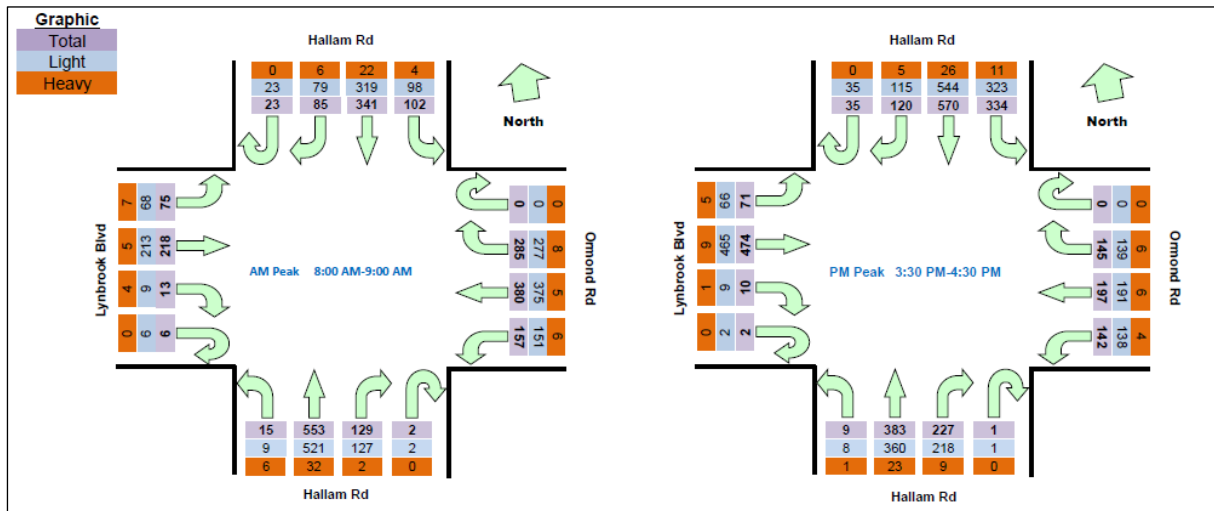 Graphic
Total
Light
Heavy
Hallam Rd
0 6 22 4
23 79 319 98
23 85 341 102
North
Lynbrook Blvd
7 68 75
5 213 218
4 9 13
0 6 6
AM Peak 8:00 AM-9:00 AM
0 0 0
285 277 8
380 375 5
157 151 6
Ormond Rd
15 553 129 2
9 521 127 2
6 32 2 0
Hallam Rd
Hallam Rd
0 5 26 11
35 115 544 323
35 120 570 334
North
Lynbrook Blvd
5 66 71
9 465 474
1 9 10
0 2 2
PM Peak 3:30 PM-4:30 PM
0 0 0
145 139 6
197 191 6
142 138 4
Ormond Rd
9 383 227 1
8 360 218 1
1 23 9 0
Hallam Rd